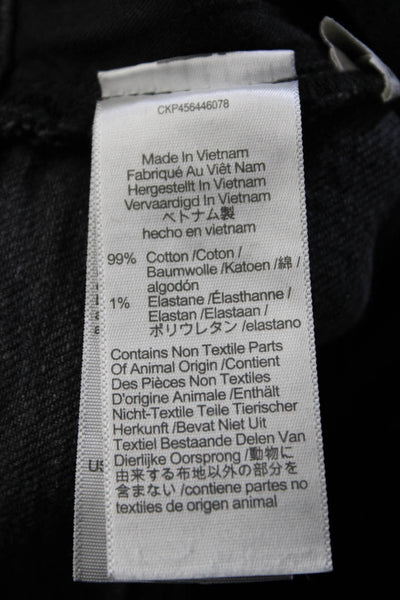 CKP456446078
Made In Vietnam
Fabriqué Au Viêt Nam
Hergestellt In Vietnam
Vervaardigd In Vietnam
ベトナム製
hecho en vietnam
99% Cotton /Coton/
Baumwolle /Katoen /綿 /
algodón
1% Elastane /Élasthanne /
Elastan /Elastaan/
ポリウレタン /elastano
Contains Non Textile Parts
Of Animal Origin /Contient
Des Pièces Non Textiles
D'origine Animale /Enthält
Nicht-Textile Teile Tierischer
Herkunft /Bevat Niet Uit
Textiel Bestaande Delen Van
Dierlijke Oorsprong /動物に
由来する布地以外の部分を
含まない /contiene partes no
textiles de origen animal
US